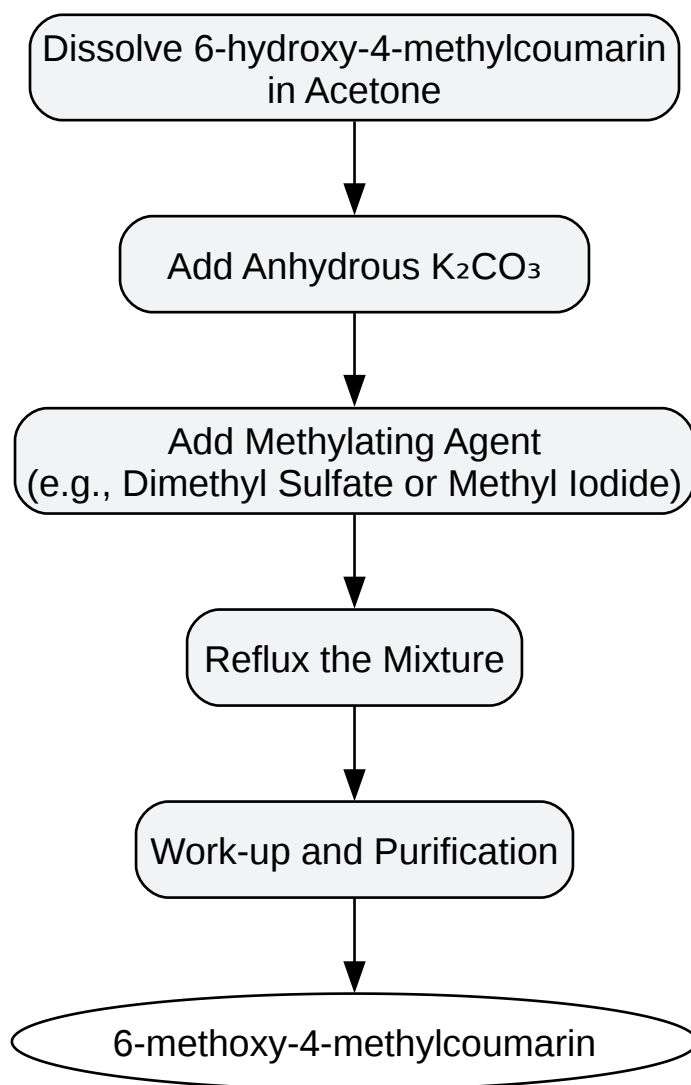 Dissolve 6-hydroxy-4-methylcoumarin
in Acetone
Add Anhydrous K₂CO₃
Add Methylating Agent
(e.g., Dimethyl Sulfate or Methyl Iodide)
Reflux the Mixture
Work-up and Purification
6-methoxy-4-methylcoumarin